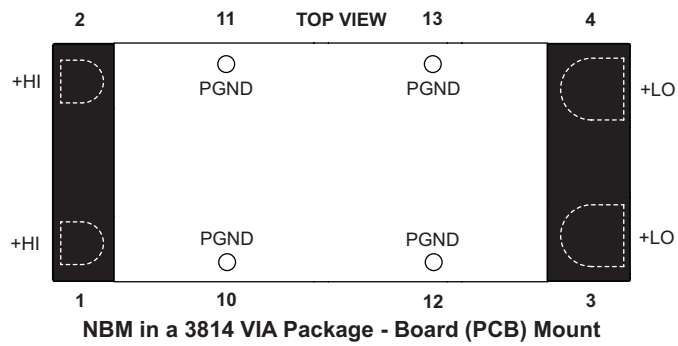 2 11 TOP VIEW 13 4
+HI PGND PGND +LO
+HI PGND PGND +LO
1 10 12 3
NBM in a 3814 VIA Package - Board (PCB) Mount